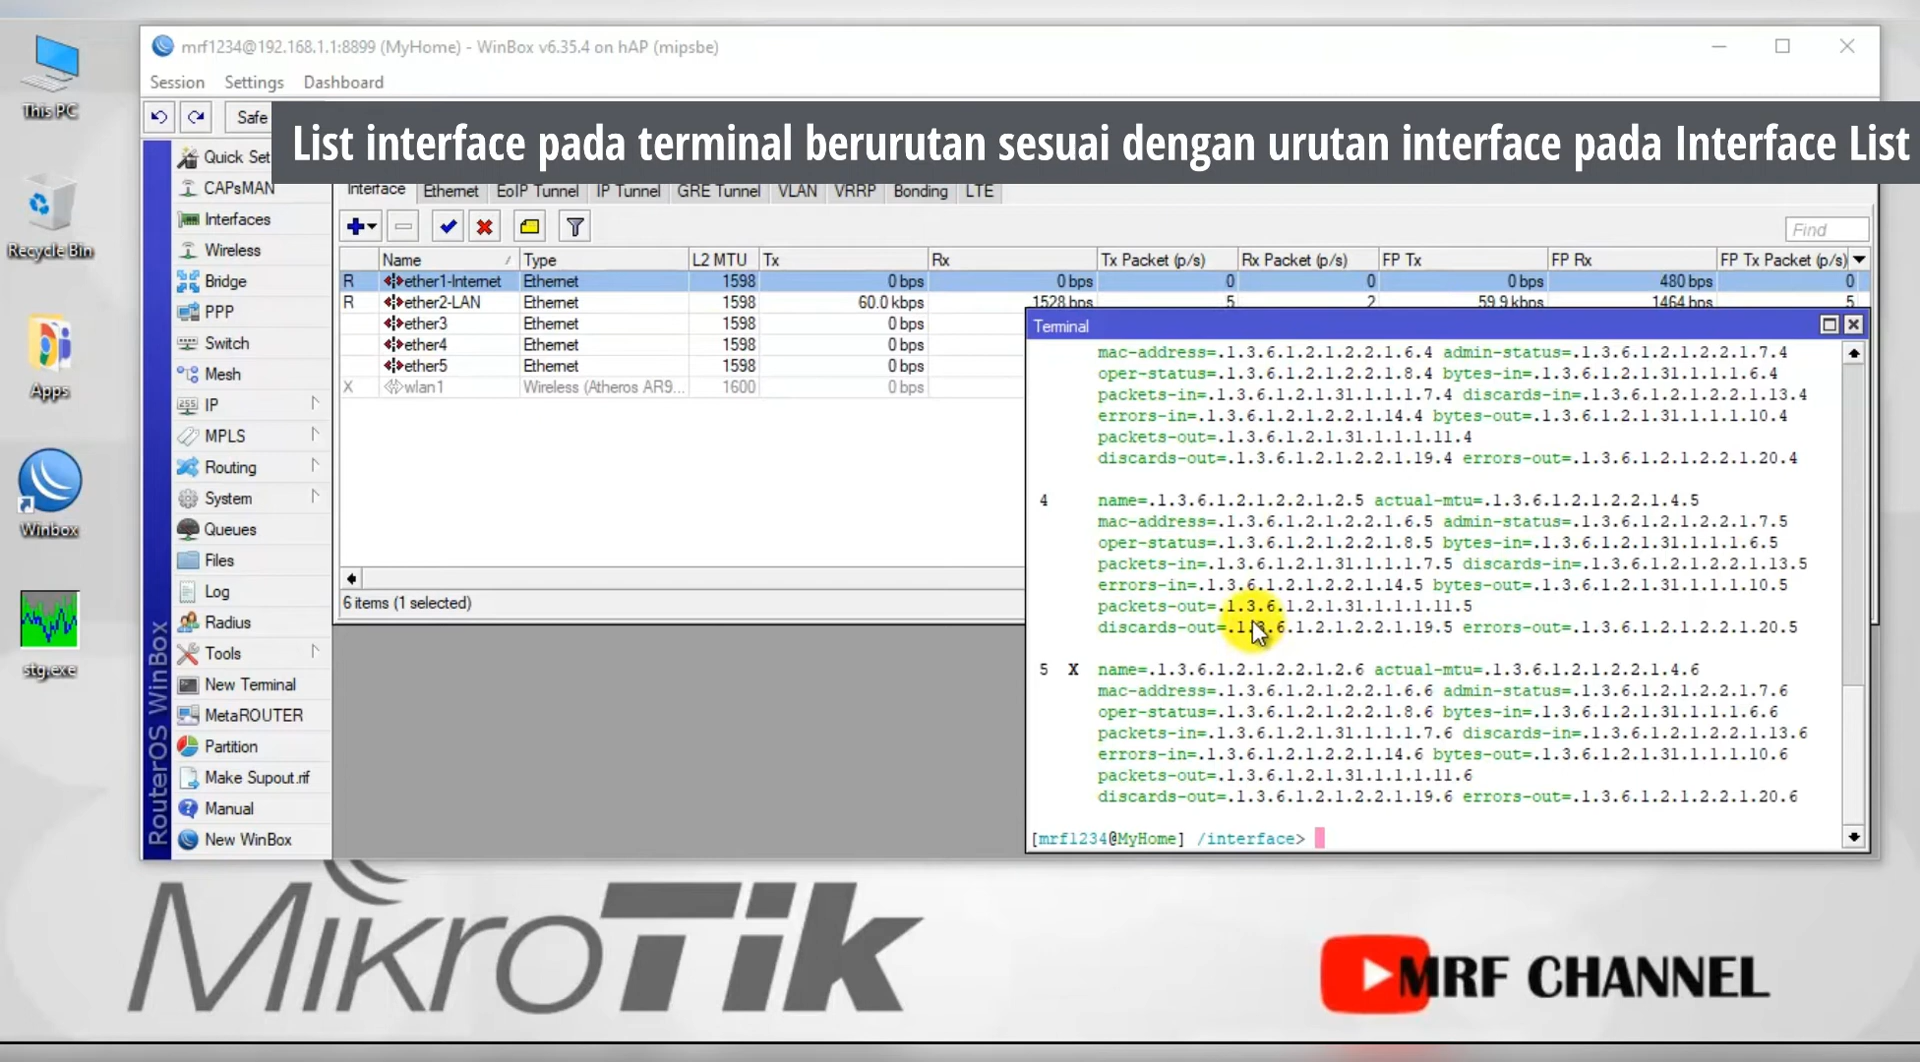 This PC
Recycle Bin
Apps
Winbox
stg.exe
mrf1234@192.168.1.1:8899 (MyHome) - WinBox v6.35.4 on hAP (mipsbe)
Session Settings Dashboard
Safe
List interface pada terminal berurutan sesuai dengan urutan interface pada Interface List
RouterOS WinBox
Quick Set
CAPsMAN
Interfaces
Wireless
Bridge
PPP
Switch
Mesh
IP
MPLS
Routing
System
Queues
Files
Log
Radius
Tools
New Terminal
MetaROUTER
Partition
Make Supout.rif
Manual
New WinBox
Interface Ethernet EoIP Tunnel IP Tunnel GRE Tunnel VLAN VRRP Bonding LTE
Find
Name Type L2 MTU Tx Rx Tx Packet (p/s) Rx Packet (p/s) FP Tx FP Rx FP Tx Packet (p/s)
R ether1-Internet Ethernet 1598 0 bps 0 bps 0 0 0 bps 480 bps 0
R ether2-LAN Ethernet 1598 60.0 kbps 1528 bps 5 2 59.9 kbps 1464 bps 5
ether3 Ethernet 1598 0 bps
ether4 Ethernet 1598 0 bps
ether5 Ethernet 1598 0 bps
X wlan1 Wireless (Atheros AR9... 1600 0 bps
6 items (1 selected)
Terminal
mac-address=.1.3.6.1.2.1.2.2.1.6.4 admin-status=.1.3.6.1.2.1.2.2.1.7.4
oper-status=.1.3.6.1.2.1.2.2.1.8.4 bytes-in=.1.3.6.1.2.1.31.1.1.1.6.4
packets-in=.1.3.6.1.2.1.31.1.1.1.7.4 discards-in=.1.3.6.1.2.1.2.2.1.13.4
errors-in=.1.3.6.1.2.1.2.2.1.14.4 bytes-out=.1.3.6.1.2.1.31.1.1.1.10.4
packets-out=.1.3.6.1.2.1.31.1.1.1.11.4
discards-out=.1.3.6.1.2.1.2.2.1.19.4 errors-out=.1.3.6.1.2.1.2.2.1.20.4
4 name=.1.3.6.1.2.1.2.2.1.2.5 actual-mtu=.1.3.6.1.2.1.2.2.1.4.5
mac-address=.1.3.6.1.2.1.2.2.1.6.5 admin-status=.1.3.6.1.2.1.2.2.1.7.5
oper-status=.1.3.6.1.2.1.2.2.1.8.5 bytes-in=.1.3.6.1.2.1.31.1.1.1.6.5
packets-in=.1.3.6.1.2.1.31.1.1.1.7.5 discards-in=.1.3.6.1.2.1.2.2.1.13.5
errors-in=.1.3.6.1.2.1.2.2.1.14.5 bytes-out=.1.3.6.1.2.1.31.1.1.1.10.5
packets-out=.1.3.6.1.2.1.31.1.1.1.11.5
discards-out=.1.3.6.1.2.1.2.2.1.19.5 errors-out=.1.3.6.1.2.1.2.2.1.20.5
5 X name=.1.3.6.1.2.1.2.2.1.2.6 actual-mtu=.1.3.6.1.2.1.2.2.1.4.6
mac-address=.1.3.6.1.2.1.2.2.1.6.6 admin-status=.1.3.6.1.2.1.2.2.1.7.6
oper-status=.1.3.6.1.2.1.2.2.1.8.6 bytes-in=.1.3.6.1.2.1.31.1.1.1.6.6
packets-in=.1.3.6.1.2.1.31.1.1.1.7.6 discards-in=.1.3.6.1.2.1.2.2.1.13.6
errors-in=.1.3.6.1.2.1.2.2.1.14.6 bytes-out=.1.3.6.1.2.1.31.1.1.1.10.6
packets-out=.1.3.6.1.2.1.31.1.1.1.11.6
discards-out=.1.3.6.1.2.1.2.2.1.19.6 errors-out=.1.3.6.1.2.1.2.2.1.20.6
[mrf1234@MyHome] /interface>
MikroTik
MRF CHANNEL